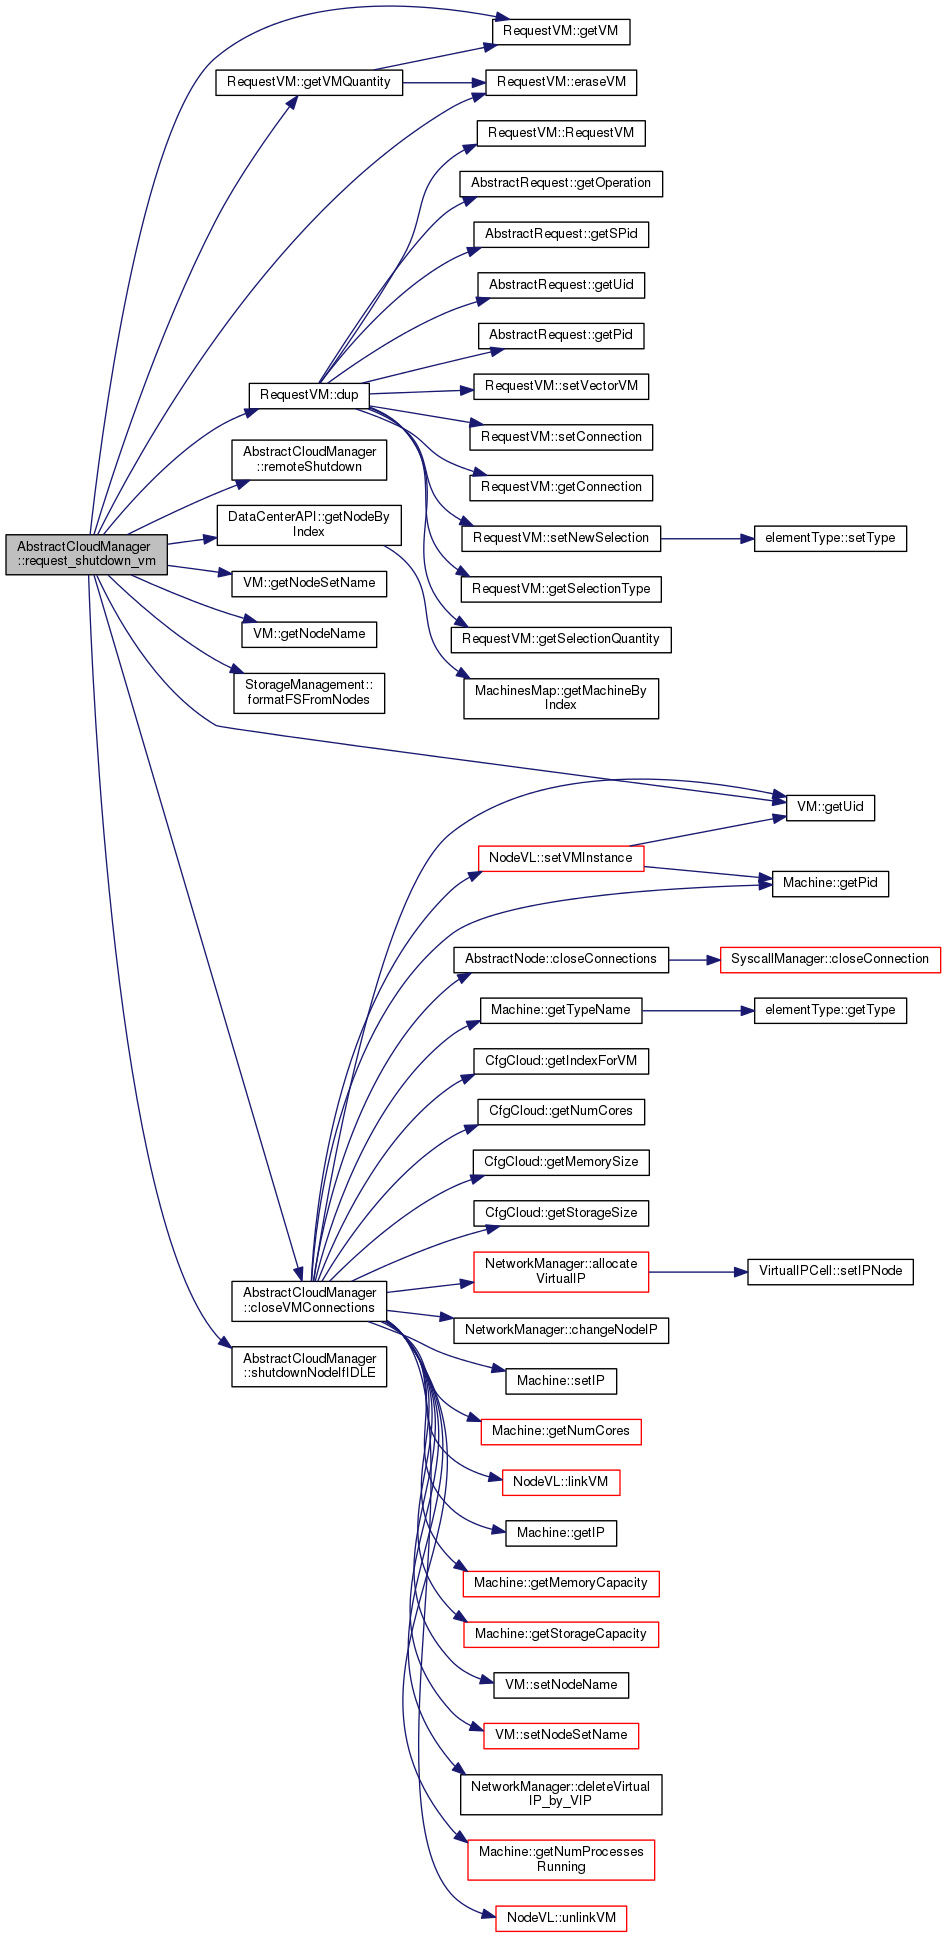 RequestVM::getVM
RequestVM::getVMQuantity
RequestVM::eraseVM
RequestVM::RequestVM
AbstractRequest::getOperation
AbstractRequest::getSPid
AbstractRequest::getUid
AbstractRequest::getPid
RequestVM::dup
RequestVM::setVectorVM
RequestVM::setConnection
AbstractCloudManager
::remoteShutdown
RequestVM::getConnection
DataCenterAPI::getNodeBy
Index
RequestVM::setNewSelection
elementType::setType
AbstractCloudManager
::request_shutdown_vm
VM::getNodeSetName
RequestVM::getSelectionType
VM::getNodeName
RequestVM::getSelectionQuantity
StorageManagement::
formatFSFromNodes
MachinesMap::getMachineBy
Index
VM::getUid
NodeVL::setVMInstance
Machine::getPid
AbstractNode::closeConnections
SyscallManager::closeConnection
Machine::getTypeName
elementType::getType
CfgCloud::getIndexForVM
CfgCloud::getNumCores
CfgCloud::getMemorySize
CfgCloud::getStorageSize
NetworkManager::allocate
VirtualIP
VirtualIPCell::setIPNode
AbstractCloudManager
::closeVMConnections
NetworkManager::changeNodeIP
AbstractCloudManager
::shutdownNodeIfIDLE
Machine::setIP
Machine::getNumCores
NodeVL::linkVM
Machine::getIP
Machine::getMemoryCapacity
Machine::getStorageCapacity
VM::setNodeName
VM::setNodeSetName
NetworkManager::deleteVirtual
IP_by_VIP
Machine::getNumProcesses
Running
NodeVL::unlinkVM